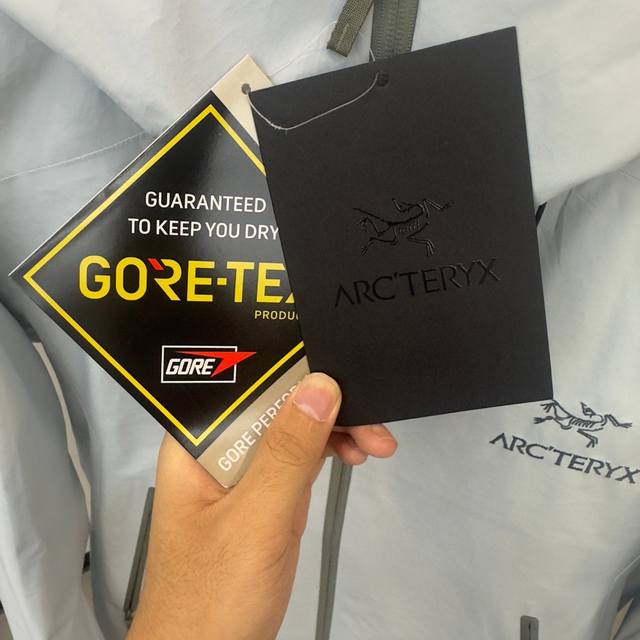 GUARANTEED
TO KEEP YOU DRY
GORE-TEX
GORE
ARC'TERYX
ARC'TERYX